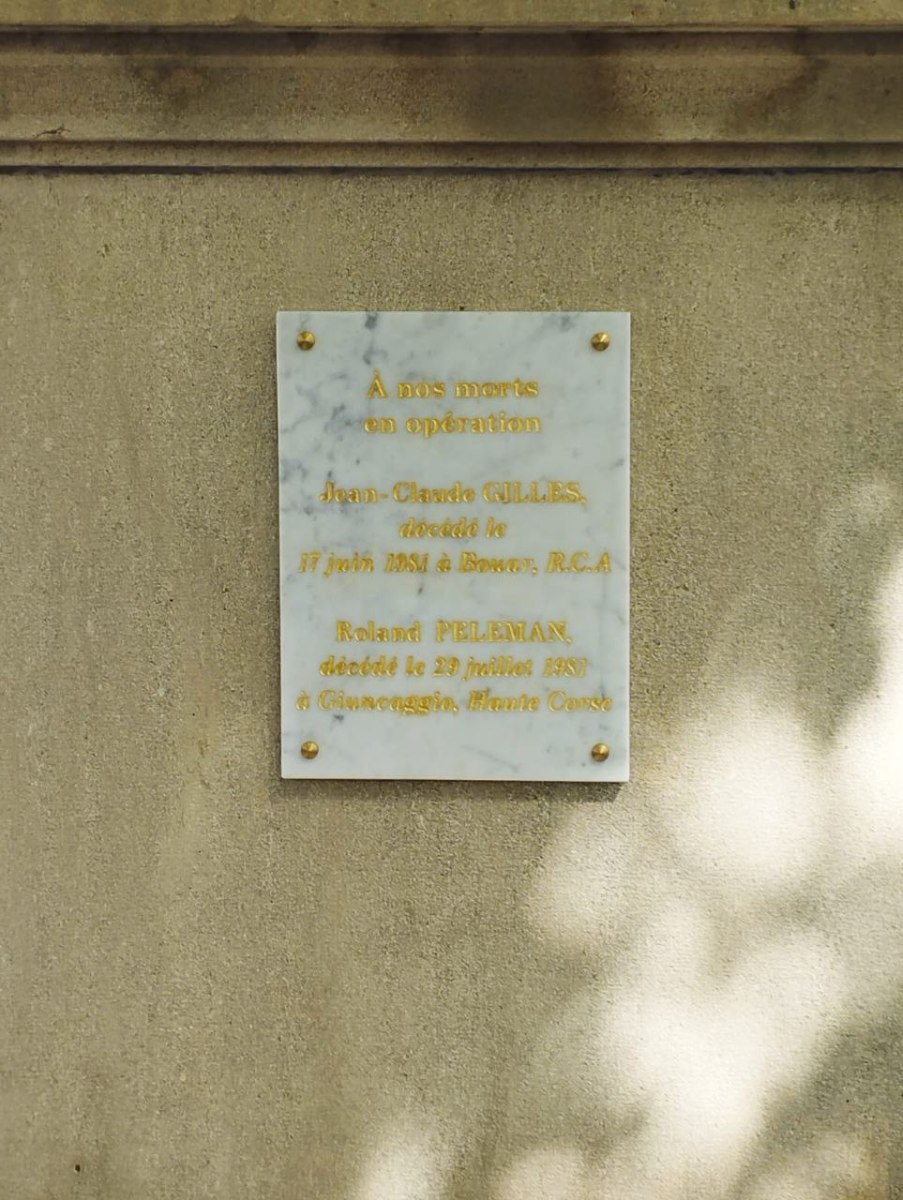 À nos morts
en opération
Jean-Claude GILLES,
décédé le
17 juin 1981 à Bouar, R.C.A
Roland PELEMAN,
décédé le 29 juillet 1981
à Giuncaggio, Haute Corse